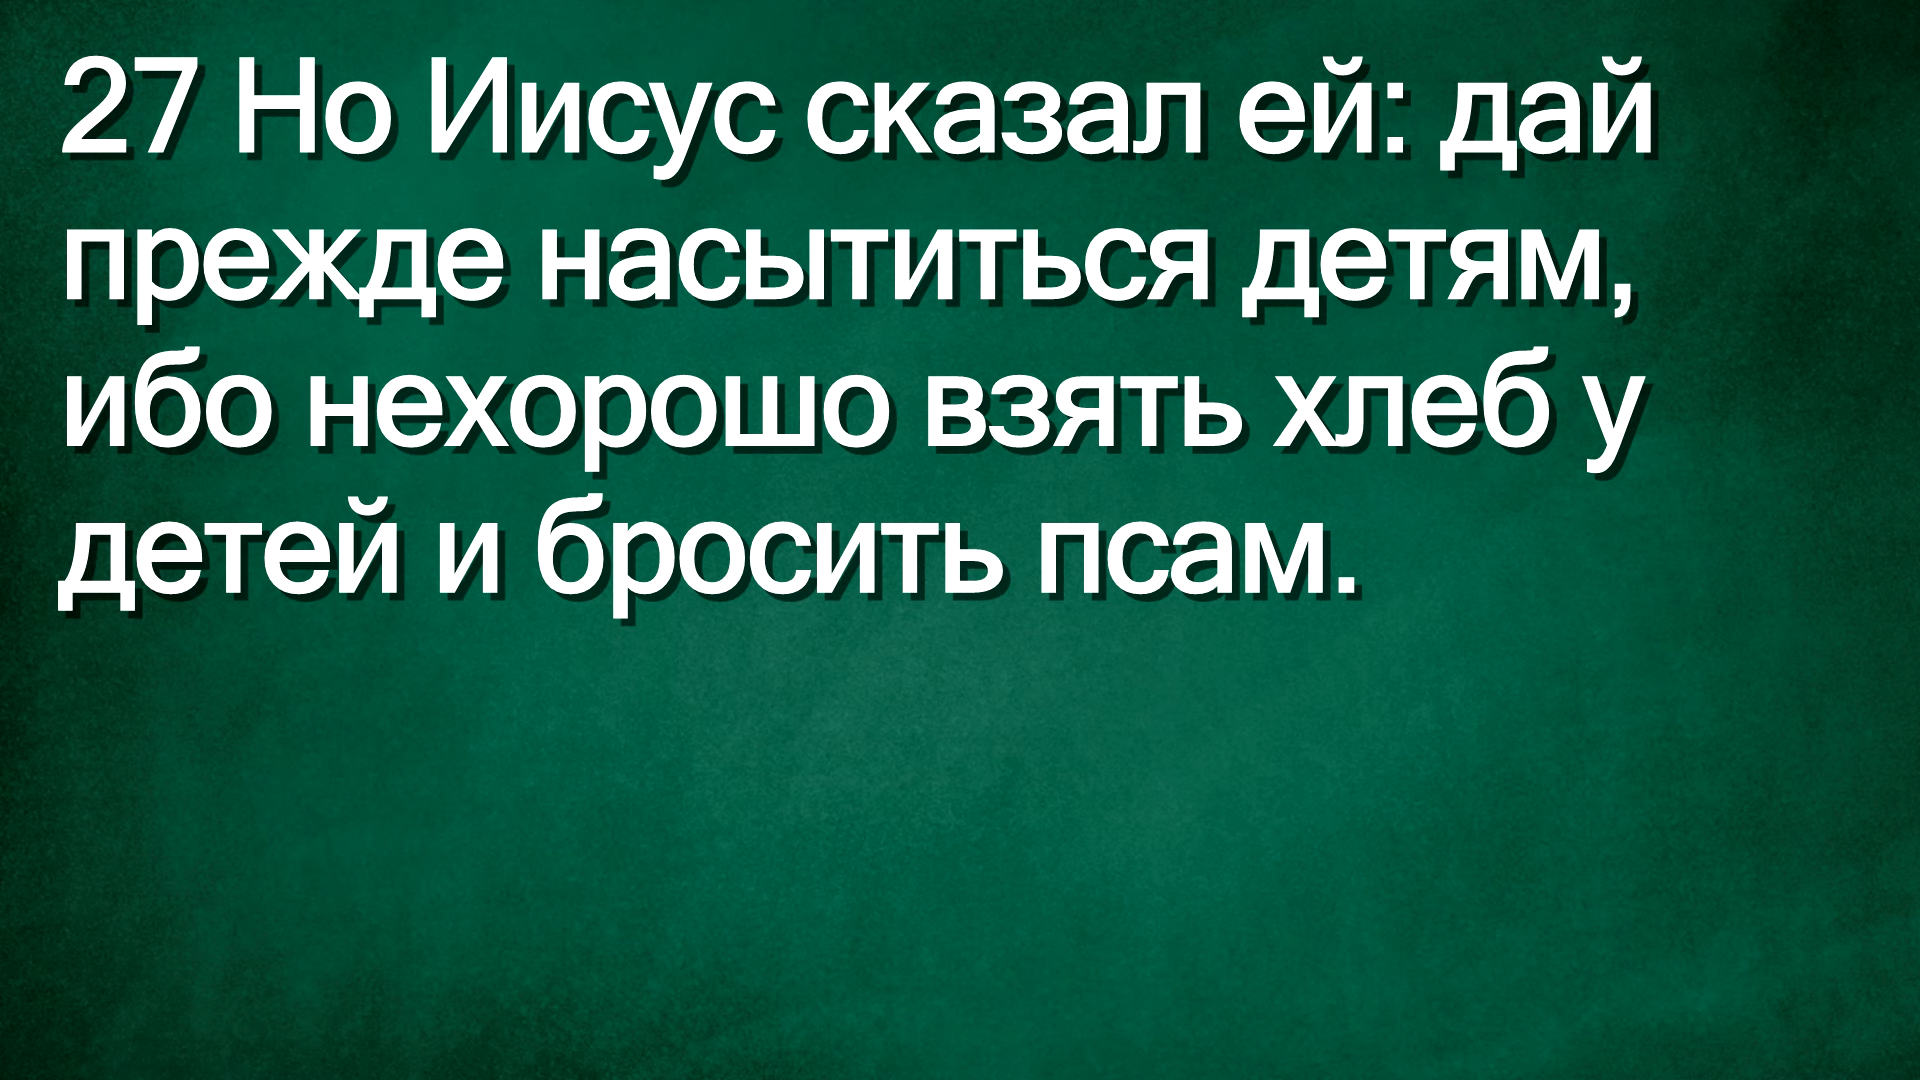 27 Но Иисус сказал ей: дай
прежде насытиться детям,
ибо нехорошо взять хлеб у
детей и бросить псам.